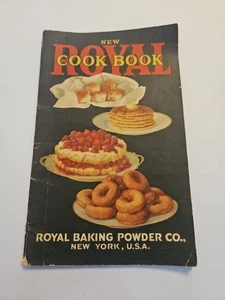 NEW
ROYAL
COOK BOOK
ROYAL BAKING POWDER CO.,
NEW YORK, U.S.A.